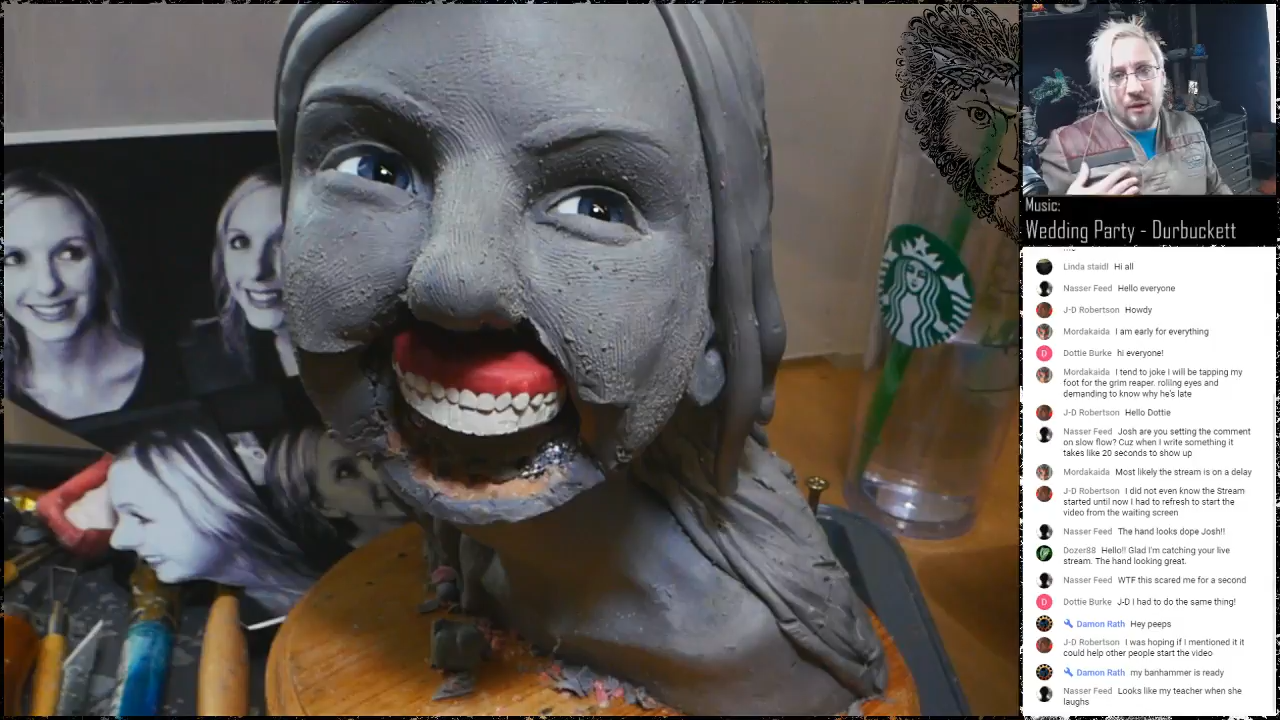 Music:
Wedding Party - Durbuckett
Linda staidl Hi all
Nasser Feed Hello everyone
J-D Robertson Howdy
Mordakaida I am early for everything
Dottie Burke hi everyone!
Mordakaida I tend to joke I will be tapping my
foot for the grim reaper. rolling eyes and
demanding to know why he's late
J-D Robertson Hello Dottie
Nasser Feed Josh are you setting the comment
on slow flow? Cuz when I write something it
takes like 20 seconds to show up
Mordakaida Most likely the stream is on a delay
J-D Robertson I did not even know the Stream
started until now I had to refresh to start the
video from the waiting screen
Nasser Feed The hand looks dope Josh!!
Dozer88 Hello!! Glad I'm catching your live
stream. The hand looking great.
Nasser Feed WTF this scared me for a second
Dottie Burke J-D I had to do the same thing!
Damon Rath Hey peeps
J-D Robertson I was hoping if I mentioned it it
could help other people start the video
Damon Rath my banhammer is ready
Nasser Feed Looks like my teacher when she
laughs